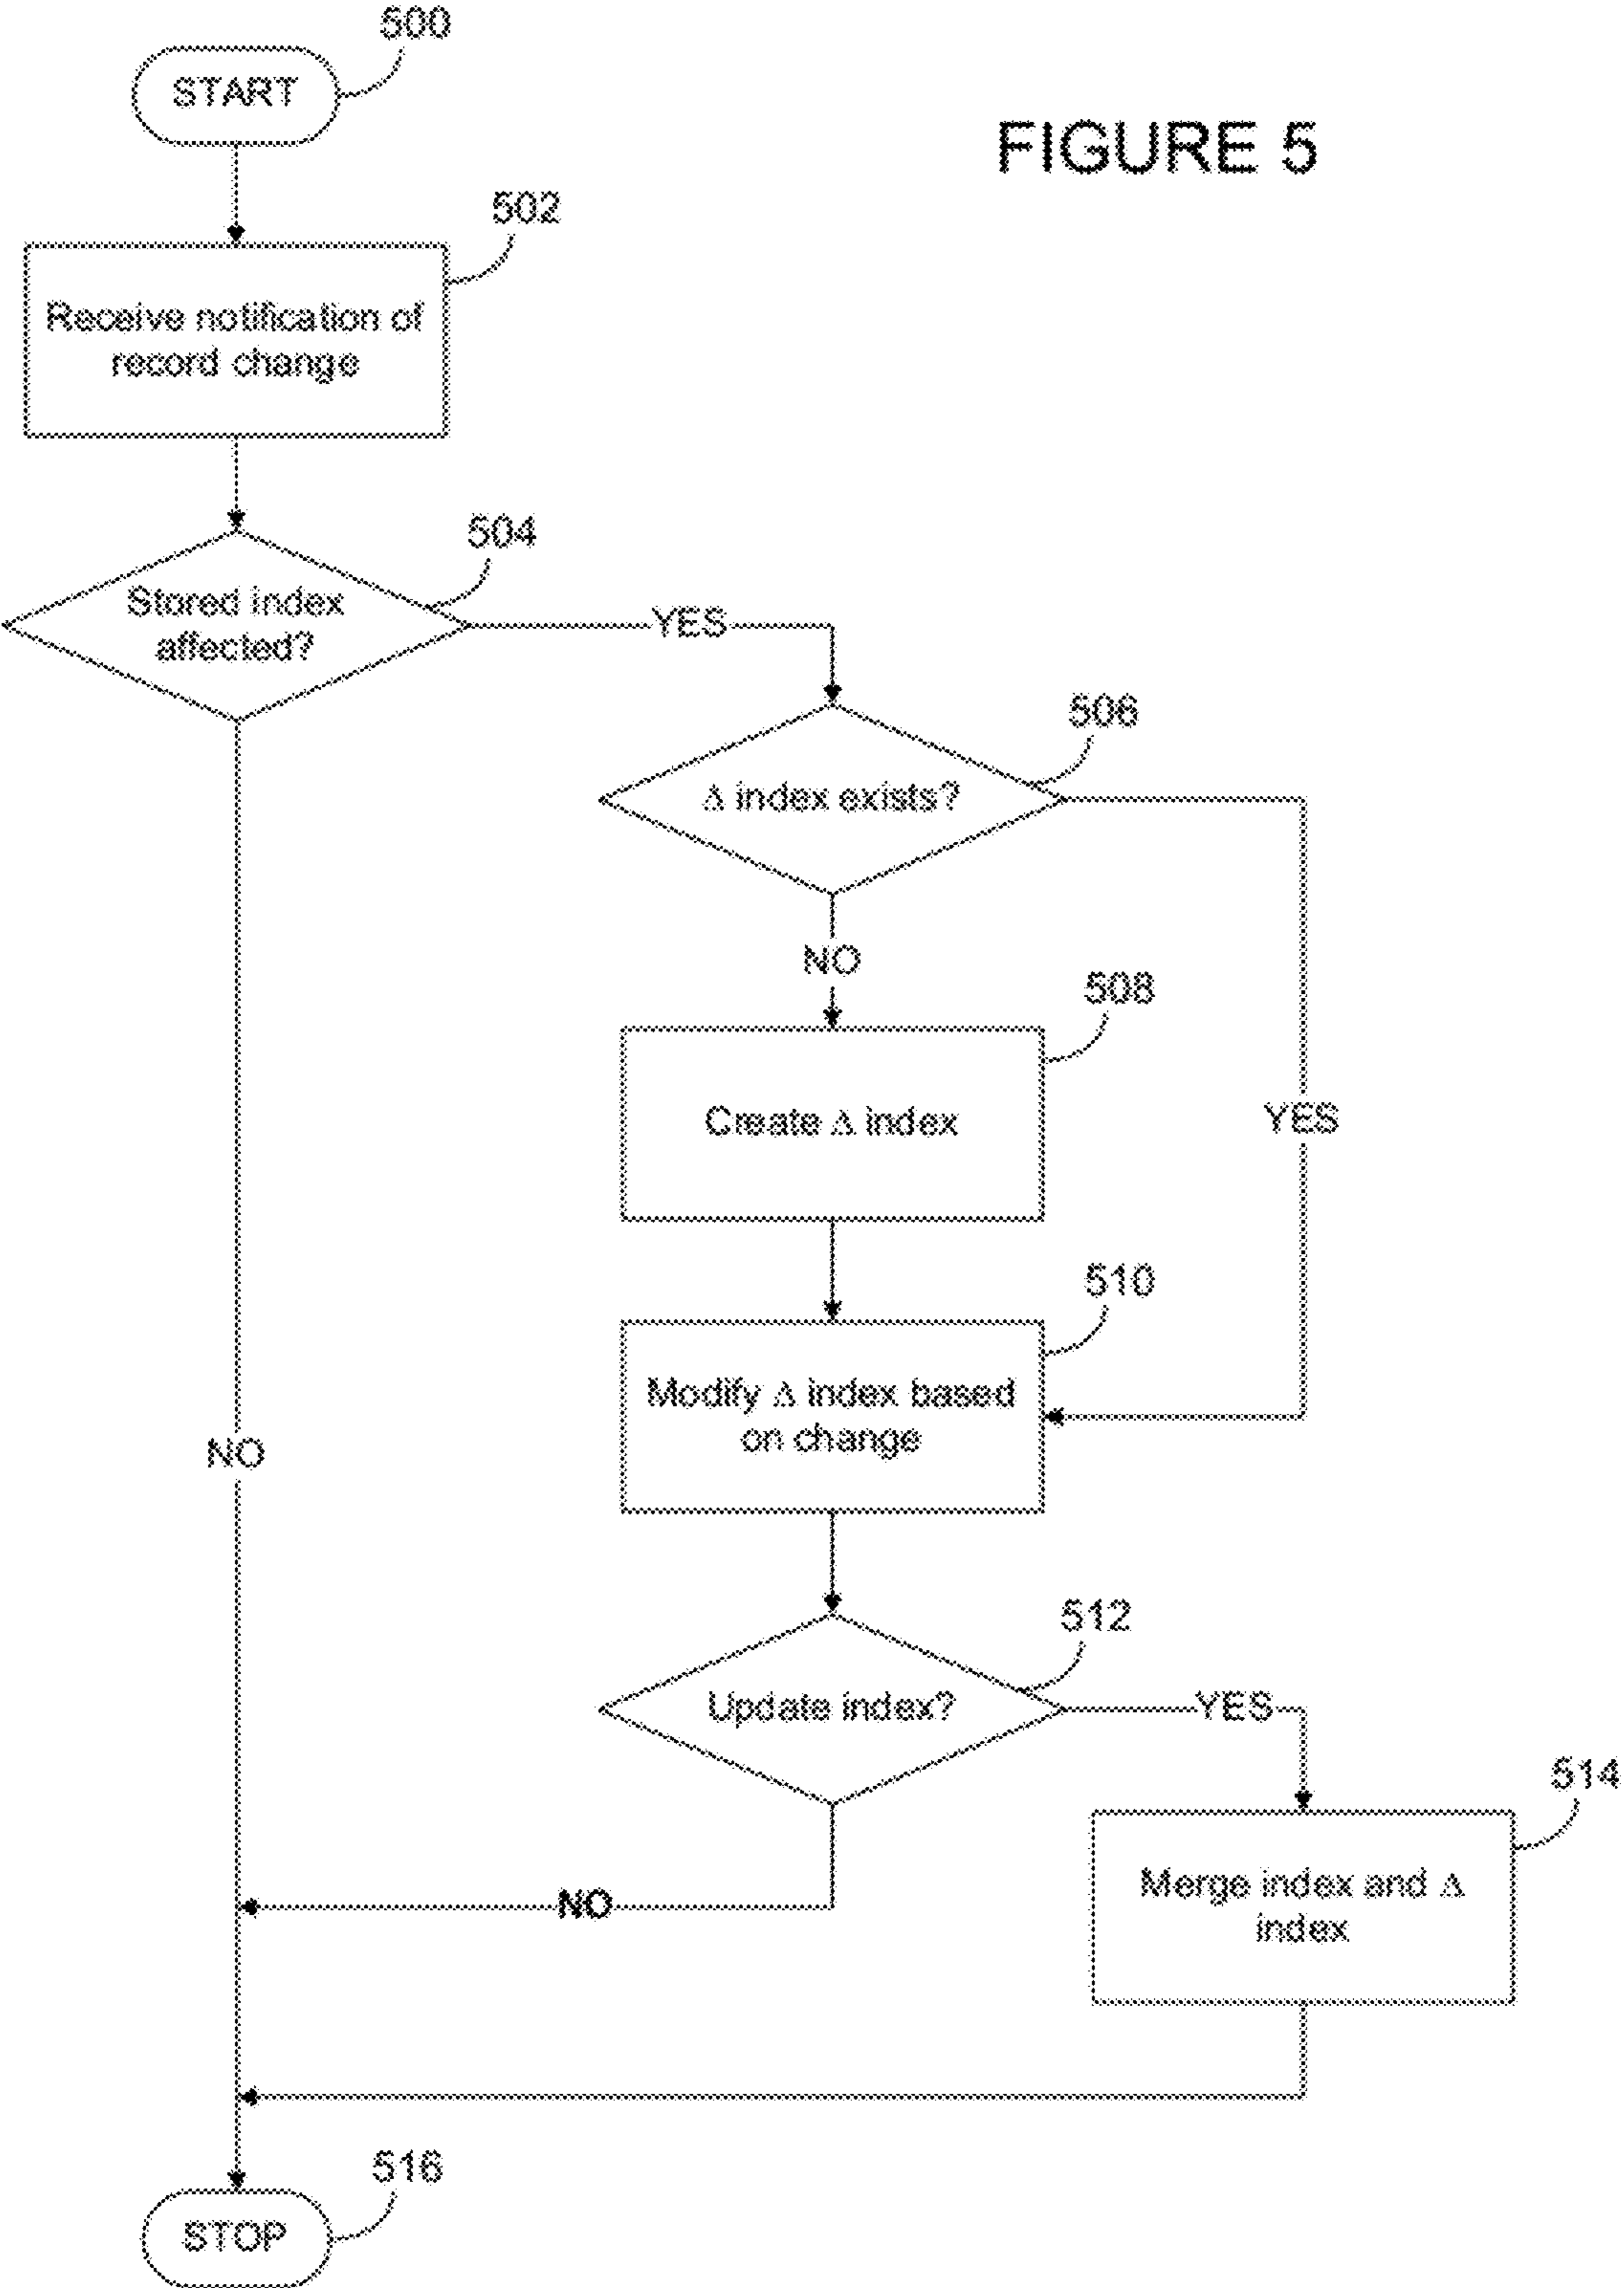 500
START
FIGURE 5
502
Receive notification of
record change
504
Stored index
affected?
YES
506
Δ index exists?
NO
508
Create Δ index
YES
510
Modify Δ index based
on change
NO
512
Update index?
YES
514
Merge index and Δ
index
NO
516
STOP